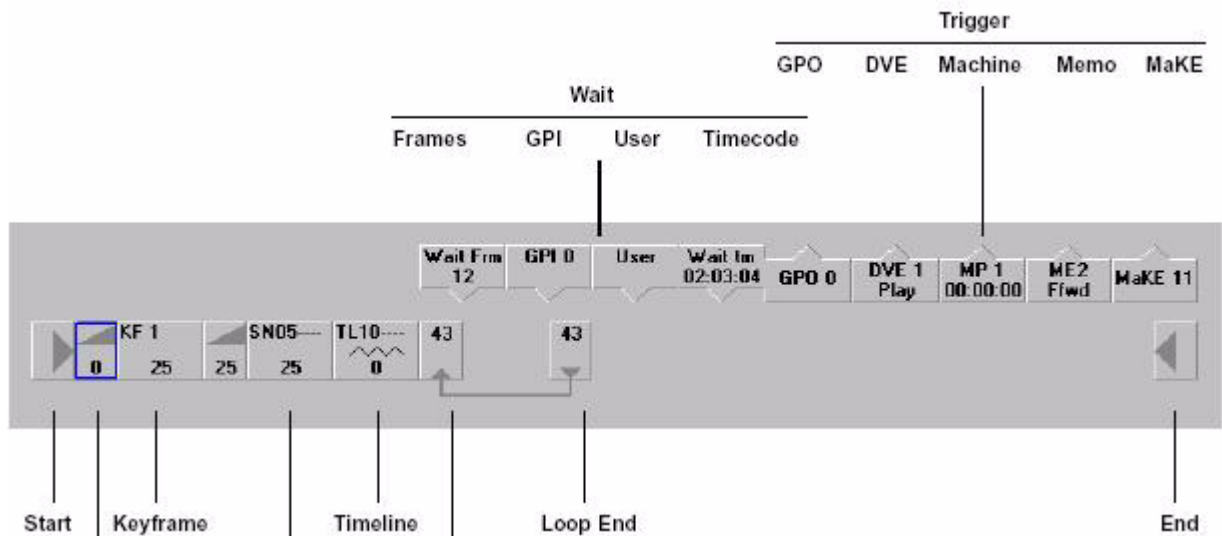 Trigger
GPO DVE Machine Memo MaKE
Wait
Frames GPI User Timecode
Wait Frm GPI 0 User Wait tm GPO 0 DVE 1 MP 1 ME2 MaKE 11
12 02:03:04 Play 00:00:00 Ffwd
KF 1 SN05---- TL10---- 43 43
0 25 25 25 0
Start Keyframe Timeline Loop End End